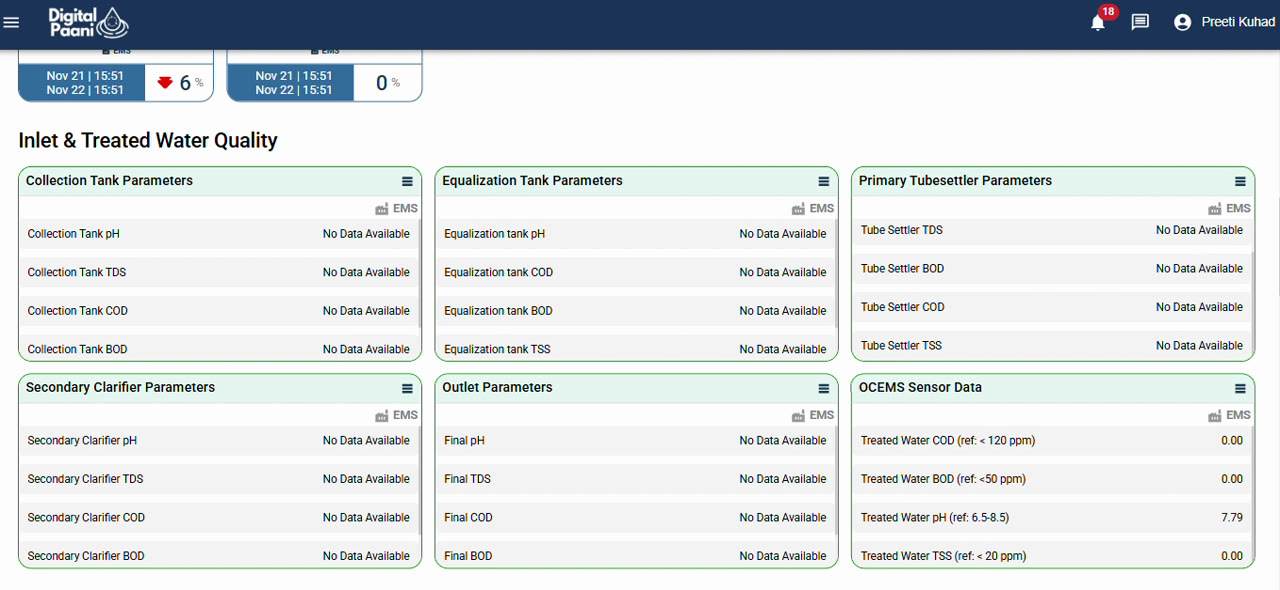 Digital
Paani
18
Preeti Kuhad
EMS
EMS
Nov 21 | 15:51
Nov 22 | 15:51
6 %
Nov 21 | 15:51
Nov 22 | 15:51
0 %
Inlet & Treated Water Quality
Collection Tank Parameters
EMS
Collection Tank pH No Data Available
Collection Tank TDS No Data Available
Collection Tank COD No Data Available
Collection Tank BOD No Data Available
Equalization Tank Parameters
EMS
Equalization tank pH No Data Available
Equalization tank COD No Data Available
Equalization tank BOD No Data Available
Equalization tank TSS No Data Available
Primary Tubesettler Parameters
EMS
Tube Settler TDS No Data Available
Tube Settler BOD No Data Available
Tube Settler COD No Data Available
Tube Settler TSS No Data Available
Secondary Clarifier Parameters
EMS
Secondary Clarifier pH No Data Available
Secondary Clarifier TDS No Data Available
Secondary Clarifier COD No Data Available
Secondary Clarifier BOD No Data Available
Outlet Parameters
EMS
Final pH No Data Available
Final TDS No Data Available
Final COD No Data Available
Final BOD No Data Available
OCEMS Sensor Data
EMS
Treated Water COD (ref: < 120 ppm) 0.00
Treated Water BOD (ref: <50 ppm) 0.00
Treated Water pH (ref: 6.5-8.5) 7.79
Treated Water TSS (ref: < 20 ppm) 0.00